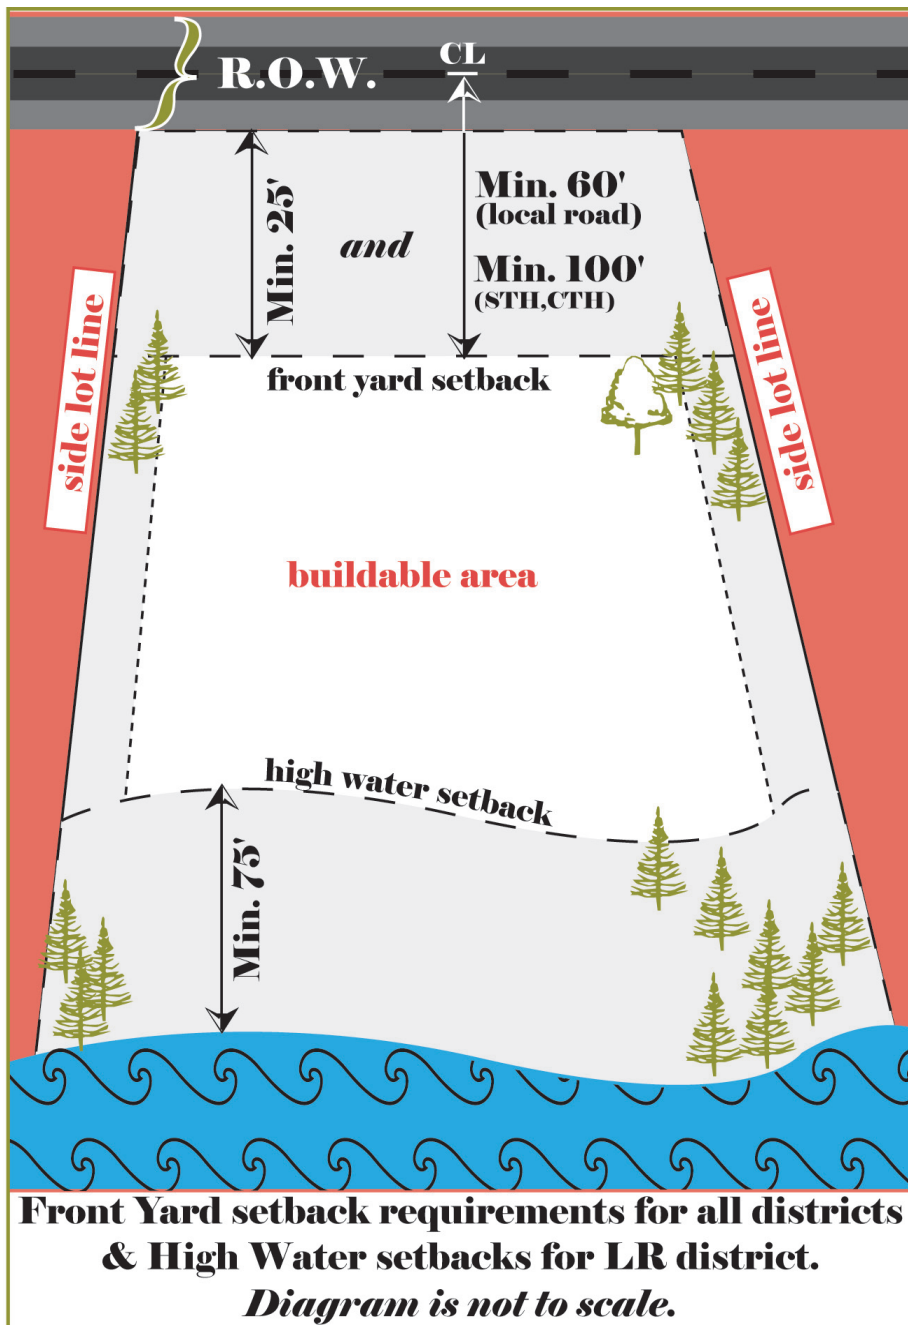 CL
R.O.W.
Min. 25'
and
Min. 60'
(local road)
Min. 100'
(STH,CTH)
side lot line
side lot line
front yard setback
buildable area
high water setback
Min. 75'
Front Yard setback requirements for all districts
& High Water setbacks for LR district.
Diagram is not to scale.